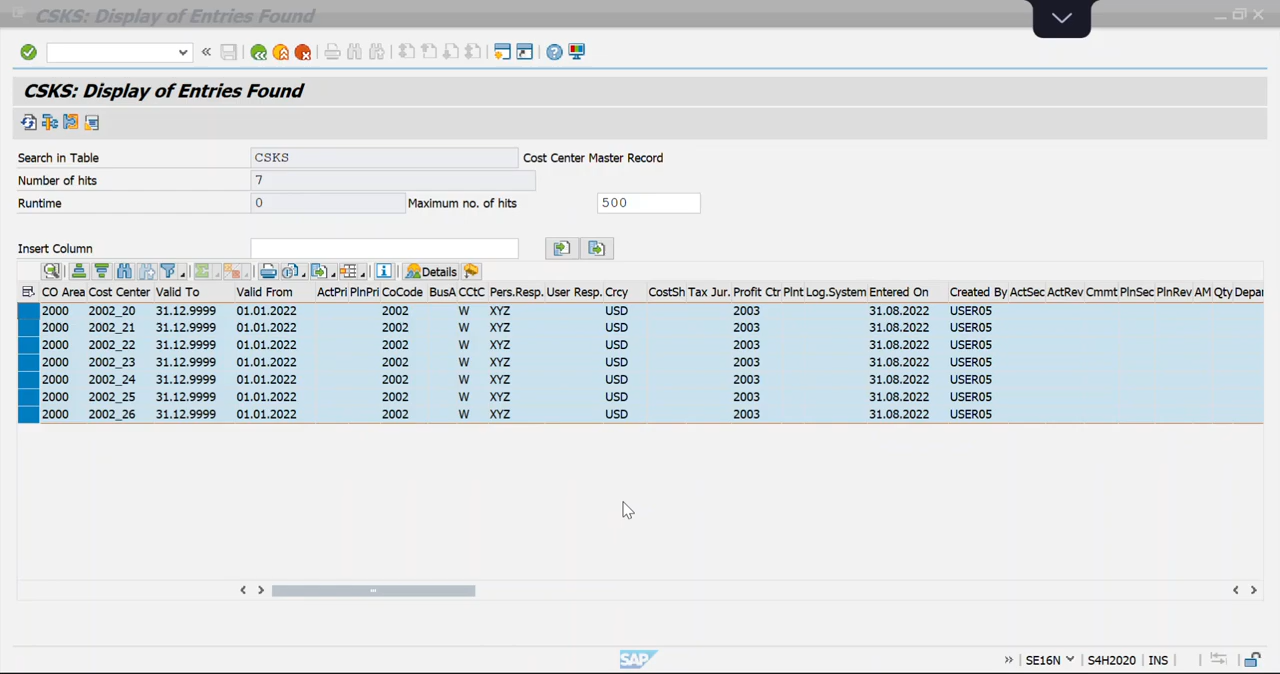 CSKS: Display of Entries Found
CSKS: Display of Entries Found
Search in Table CSKS Cost Center Master Record
Number of hits 7
Runtime 0 Maximum no. of hits 500
Insert Column
Details
CO Area Cost Center Valid To Valid From ActPri PlnPri CoCode BusA CCtC Pers.Resp. User Resp. Crcy CostSh Tax Jur. Profit Ctr Plnt Log.System Entered On Created By ActSec ActRev Cmmt PlnSec PlnRev AM Qty Depar
2000 2002_20 31.12.9999 01.01.2022 2002 W XYZ USD 2003 31.08.2022 USER05
2000 2002_21 31.12.9999 01.01.2022 2002 W XYZ USD 2003 31.08.2022 USER05
2000 2002_22 31.12.9999 01.01.2022 2002 W XYZ USD 2003 31.08.2022 USER05
2000 2002_23 31.12.9999 01.01.2022 2002 W XYZ USD 2003 31.08.2022 USER05
2000 2002_24 31.12.9999 01.01.2022 2002 W XYZ USD 2003 31.08.2022 USER05
2000 2002_25 31.12.9999 01.01.2022 2002 W XYZ USD 2003 31.08.2022 USER05
2000 2002_26 31.12.9999 01.01.2022 2002 W XYZ USD 2003 31.08.2022 USER05
SAP SE16N S4H2020 INS